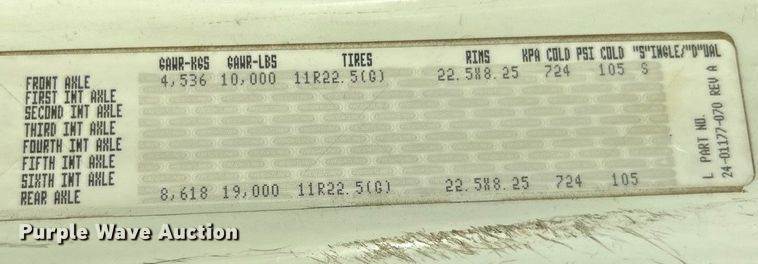 GAWR-KGS GAWR-LBS TIRES RIMS KPA COLD PSI COLD "S"INGLE/"D"UAL
FRONT AXLE 4,536 10,000 11R22.5(G) 22.5X8.25 724 105 S
FIRST INT AXLE
SECOND INT AXLE
THIRD INT AXLE
FOURTH INT AXLE
FIFTH INT AXLE
SIXTH INT AXLE
REAR AXLE 8,618 19,000 11R22.5(G) 22.5X8.25 724 105
L PART NO.
24-01177-070 REV A
Purple Wave Auction